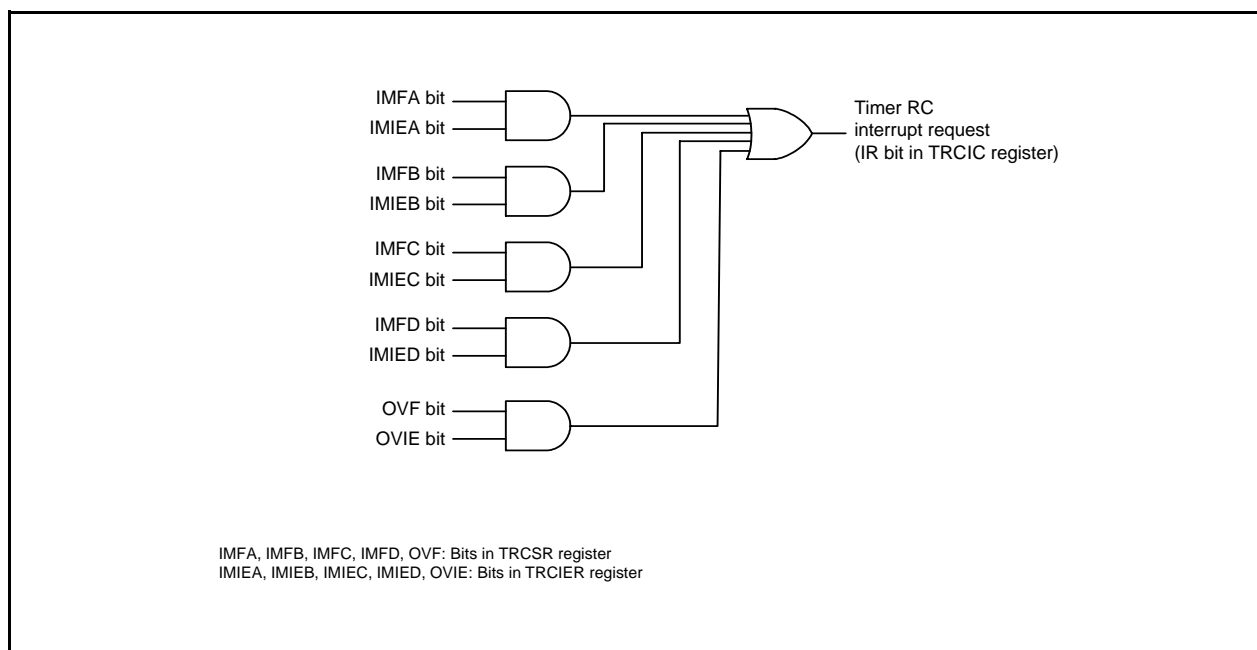 IMFA bit
IMIEA bit
IMFB bit
IMIEB bit
IMFC bit
IMIEC bit
IMFD bit
IMIED bit
OVF bit
OVIE bit
Timer RC
interrupt request
(IR bit in TRCIC register)
IMFA, IMFB, IMFC, IMFD, OVF: Bits in TRCSR register
IMIEA, IMIEB, IMIEC, IMIED, OVIE: Bits in TRCIER register